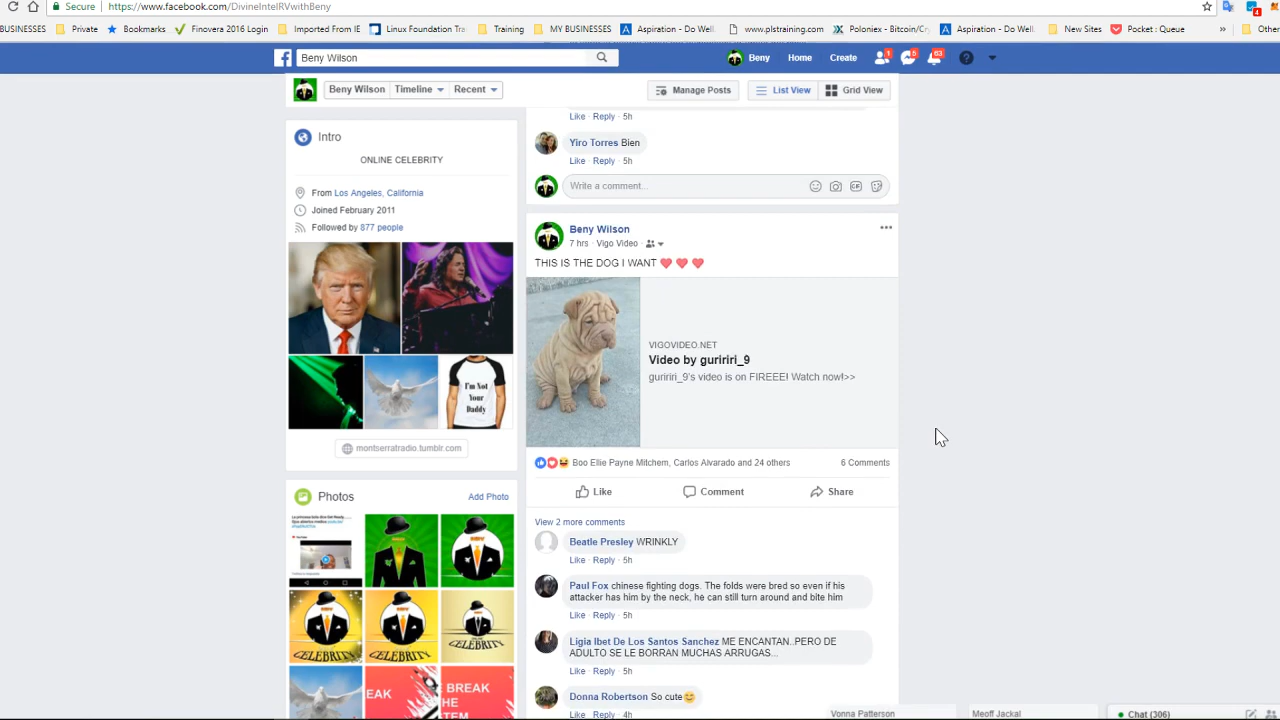 Secure https://www.facebook.com/DivineIntelRVwithBeny
BUSINESSES Private Bookmarks Finovera 2016 Login Imported From IE Linux Foundation Tra Training MY BUSINESSES Aspiration - Do Well. www.plstraining.com Poloniex - Bitcoin/Cry Aspiration - Do Well. New Sites Pocket : Queue » Other
Beny Wilson Beny Home Create 1 5 63
Beny Wilson Timeline Recent Manage Posts List View Grid View
Like · Reply · 5h
Yiro Torres Bien
Like · Reply · 5h
Write a comment... GIF
Intro
ONLINE CELEBRITY
From Los Angeles, California
Joined February 2011
Followed by 877 people
I'm Not
Your
Daddy
montserratradio.tumblr.com
Beny Wilson
7 hrs · Vigo Video ·
THIS IS THE DOG I WANT ❤ ❤ ❤
VIGOVIDEO.NET
Video by guririri_9
guririri_9's video is on FIREEE! Watch now!>>
Boo Ellie Payne Mitchem, Carlos Alvarado and 24 others 6 Comments
Like Comment Share
View 2 more comments
Beatle Presley WRINKLY
Like · Reply · 5h
Paul Fox chinese fighting dogs. The folds were bred so even if his
attacker has him by the neck, he can still turn around and bite him
Like · Reply · 5h
Ligia Ibet De Los Santos Sanchez ME ENCANTAN..PERO DE
ADULTO SE LE BORRAN MUCHAS ARRUGAS...
Like · Reply · 5h
Donna Robertson So cute😊
Like · Reply · 4h
Photos Add Photo
CELEBRITY
CELEBRITY
CELEBRITY
EAK
BREAK
THE
Vonna Patterson Meoff Jackal Chat (306)